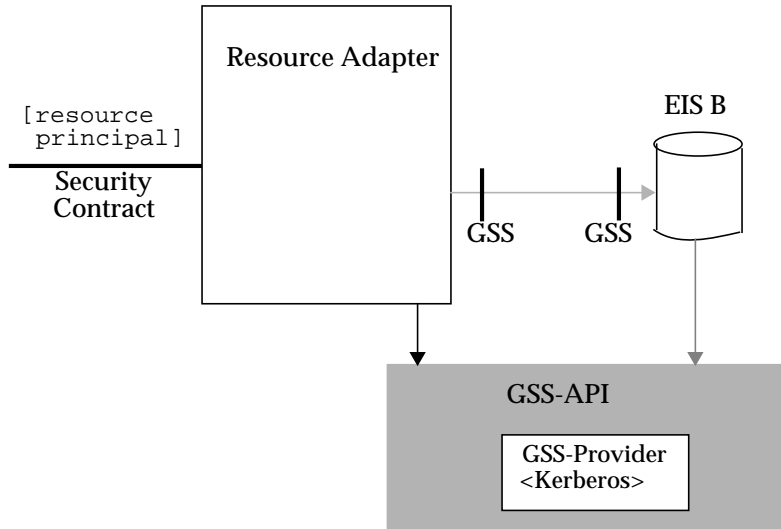 Resource Adapter
[resource
principal]
Security
Contract
EIS B
GSS
GSS
GSS-API
GSS-Provider
<Kerberos>